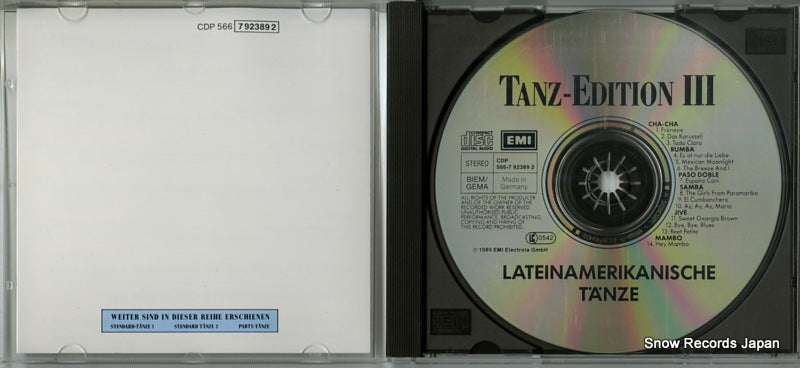 CDP 566 7 92389 2
WEITER SIND IN DIESER REIHE ERSCHIENEN
STANDARD-TÄNZE 1 STANDARD TÄNZE 2 PARTY-TÄNZE
TANZ-EDITION III
COMPACT disc DIGITAL AUDIO
EMI
STEREO
CDP 566-7 92389 2
BIEM/GEMA
Made in Germany
ALL RIGHTS OF THE PRODUCER
AND OF THE OWNER OF THE
RECORDED WORK RESERVED.
UNAUTHORISED PUBLIC
PERFORMANCE, BROADCASTING,
COPYING AND HIRING OF
THIS RECORD PROHIBITED.
LC 0542
℗ 1989 EMI Electrola GmbH
CHA-CHA
1. Frenesie
2. Das Karussell
3. Todo Claro
RUMBA
4. Es ist nur die Liebe
5. Mexican Moonlight
6. The Breeze And I
PASO DOBLE
7. España Cani
SAMBA
8. The Girls From Paramaribo
9. El Cumbanchero
10. Ay, Ay, Ay, Maria
JIVE
11. Sweet Georgia Brown
12. Bye, Bye, Blues
13. Reet Petite
MAMBO
14. Hey Mambo
LATEINAMERIKANISCHE
TÄNZE
Snow Records Japan